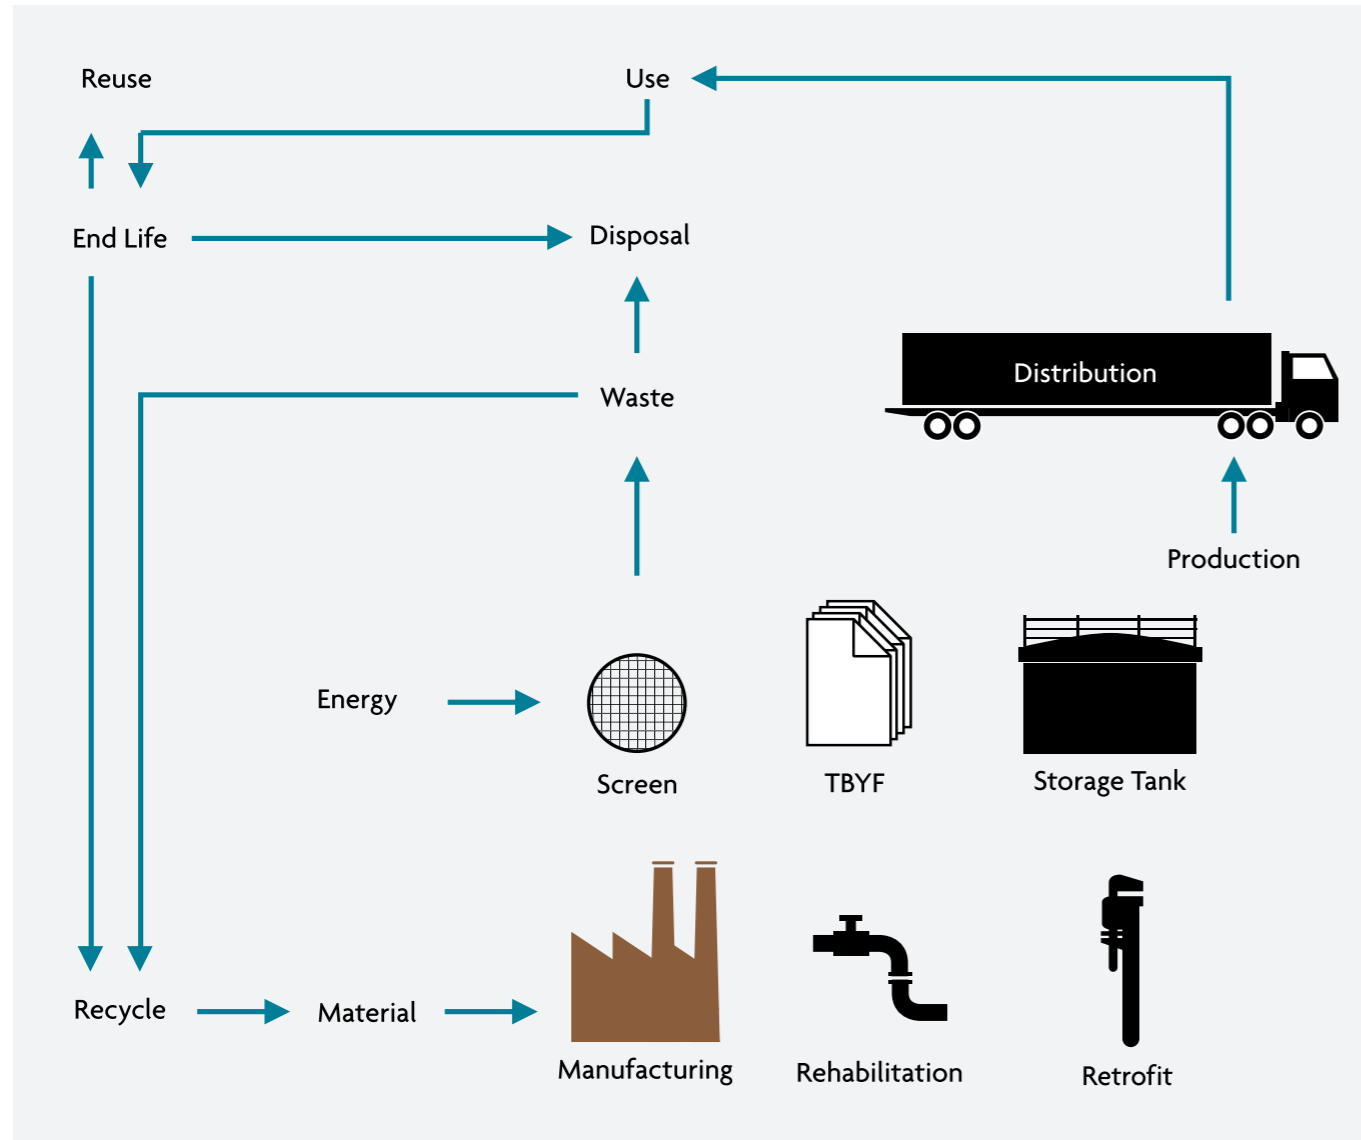 Reuse
Use
End Life
Disposal
Distribution
Waste
Production
Energy
Screen
TBYF
Storage Tank
Recycle
Material
Manufacturing
Rehabilitation
Retrofit